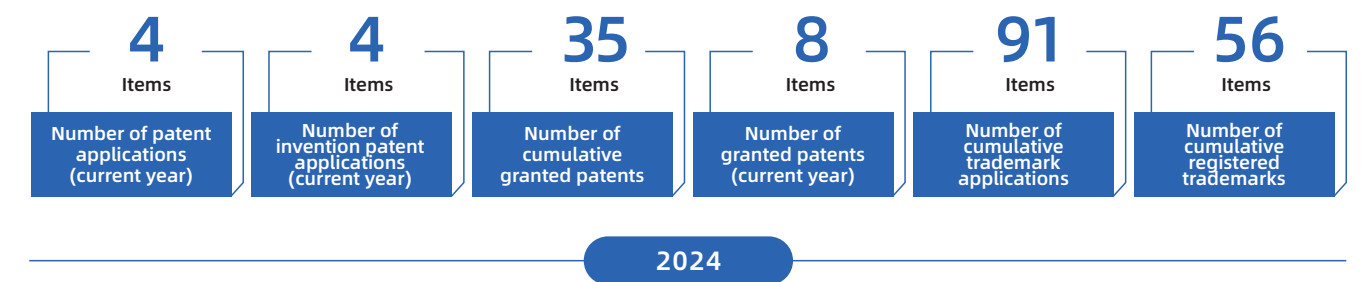 4
Items
Number of patent
applications
(current year)
4
Items
Number of
invention patent
applications
(current year)
35
Items
Number of
cumulative
granted patents
8
Items
Number of
granted patents
(current year)
91
Items
Number of
cumulative
trademark
applications
56
Items
Number of
cumulative
registered
trademarks
2024